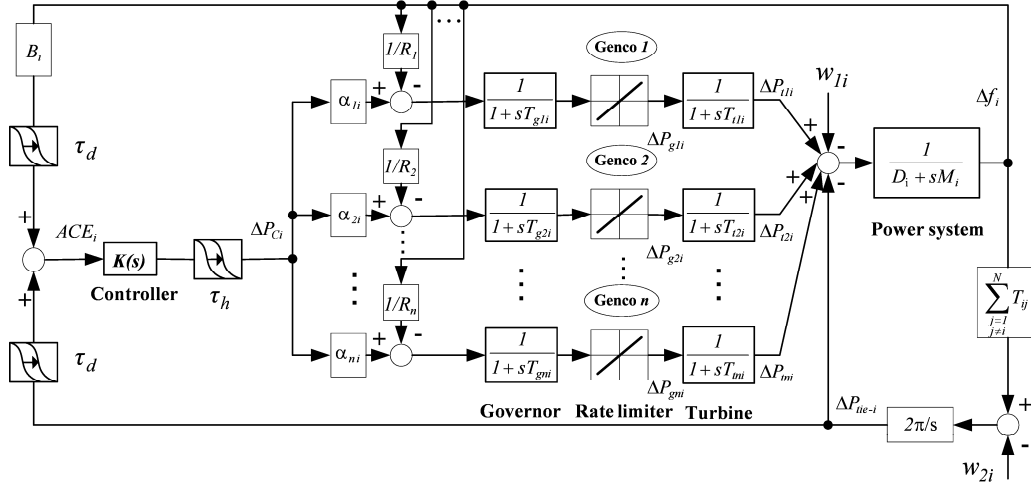 B_i
τ_d
+
ACE_i
+
K(s)
Controller
τ_h
τ_d
ΔP_Ci
...
1/R_1
α_1i
+
-
1/R_2
α_2i
+
-
1/R_n
α_ni
+
-
Genco 1
1
1+sT_g1i
ΔP_g1i
1
1+sT_t1i
ΔP_t1i
Genco 2
1
1+sT_g2i
ΔP_g2i
1
1+sT_t2i
ΔP_t2i
Genco n
1
1+sT_gni
ΔP_gni
1
1+sT_tni
ΔP_tni
Governor Rate limiter Turbine
w_1i
+
-
+
+
-
1
D_i + sM_i
Power system
Δf_i
N
∑ T_ij
j=1
j≠i
ΔP_tie-i
2π/s
+
-
w_2i